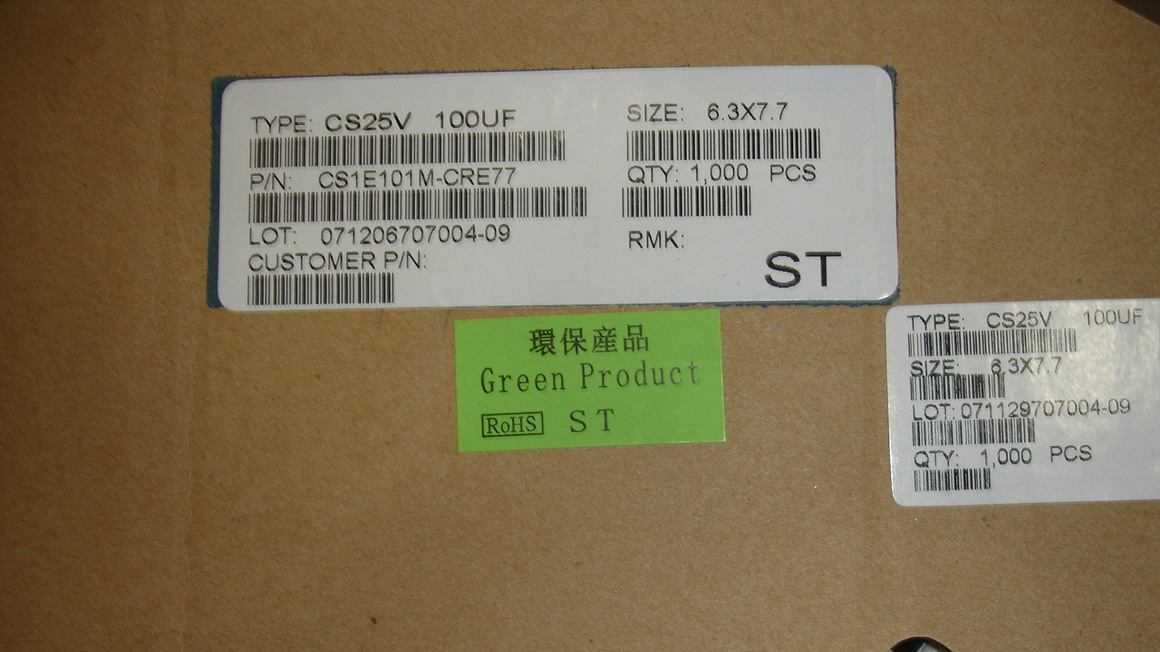 TYPE: CS25V 100UF
SIZE: 6.3X7.7
P/N: CS1E101M-CRE77
QTY: 1,000 PCS
LOT: 071206707004-09
RMK:
CUSTOMER P/N:
ST
環保産品
Green Product
RoHS ST
TYPE: CS25V 100UF
SIZE: 6.3X7.7
LOT: 071129707004-09
QTY: 1,000 PCS